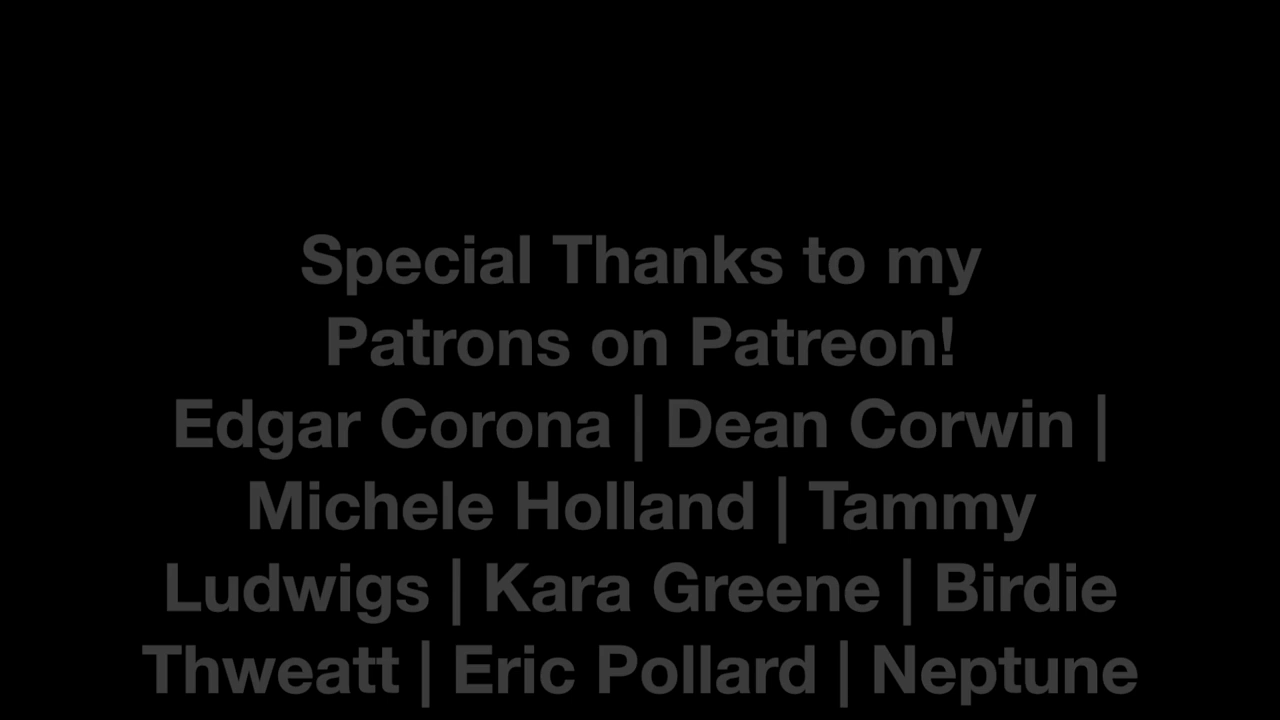 Special Thanks to my
Patrons on Patreon!
Edgar Corona | Dean Corwin |
Michele Holland | Tammy
Ludwigs | Kara Greene | Birdie
Thweatt | Eric Pollard | Neptune